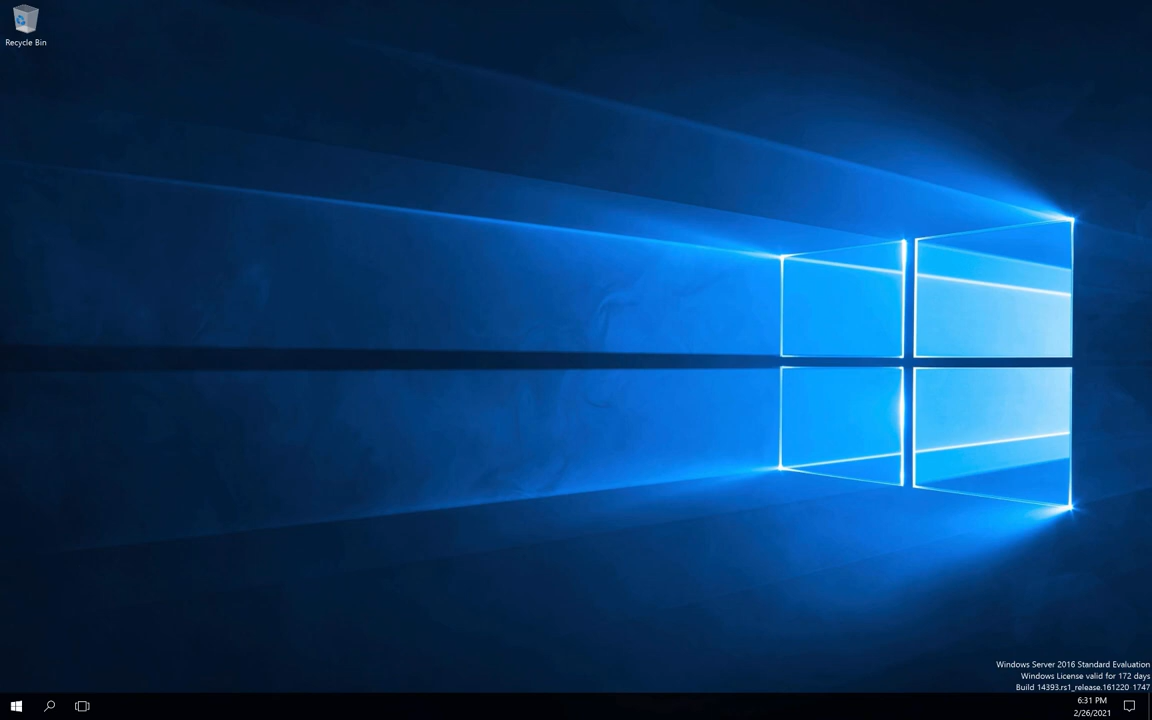 Recycle Bin
Windows Server 2016 Standard Evaluation
Windows License valid for 172 days
Build 14393.rs1_release.161220-1747
6:31 PM
2/26/2021